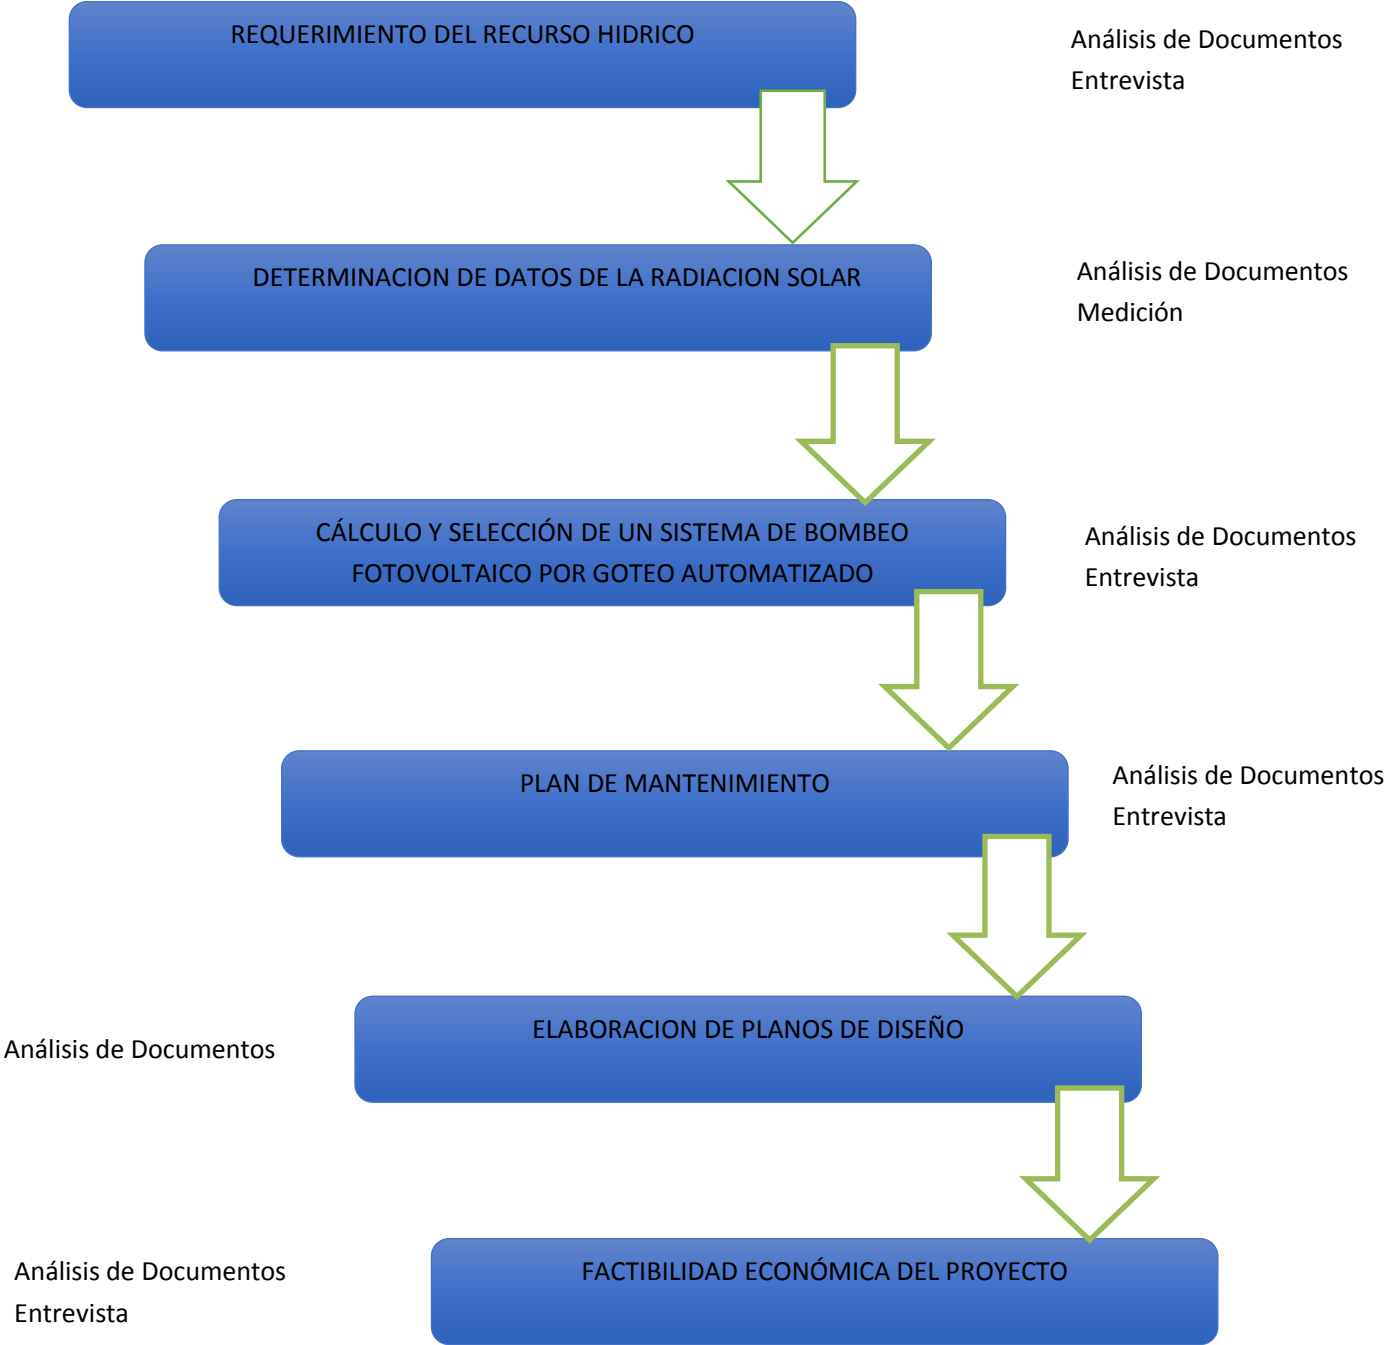 REQUERIMIENTO DEL RECURSO HIDRICO
Análisis de Documentos
Entrevista
DETERMINACION DE DATOS DE LA RADIACION SOLAR
Análisis de Documentos
Medición
CÁLCULO Y SELECCIÓN DE UN SISTEMA DE BOMBEO
FOTOVOLTAICO POR GOTEO AUTOMATIZADO
Análisis de Documentos
Entrevista
PLAN DE MANTENIMIENTO
Análisis de Documentos
Entrevista
ELABORACION DE PLANOS DE DISEÑO
Análisis de Documentos
FACTIBILIDAD ECONÓMICA DEL PROYECTO
Análisis de Documentos
Entrevista